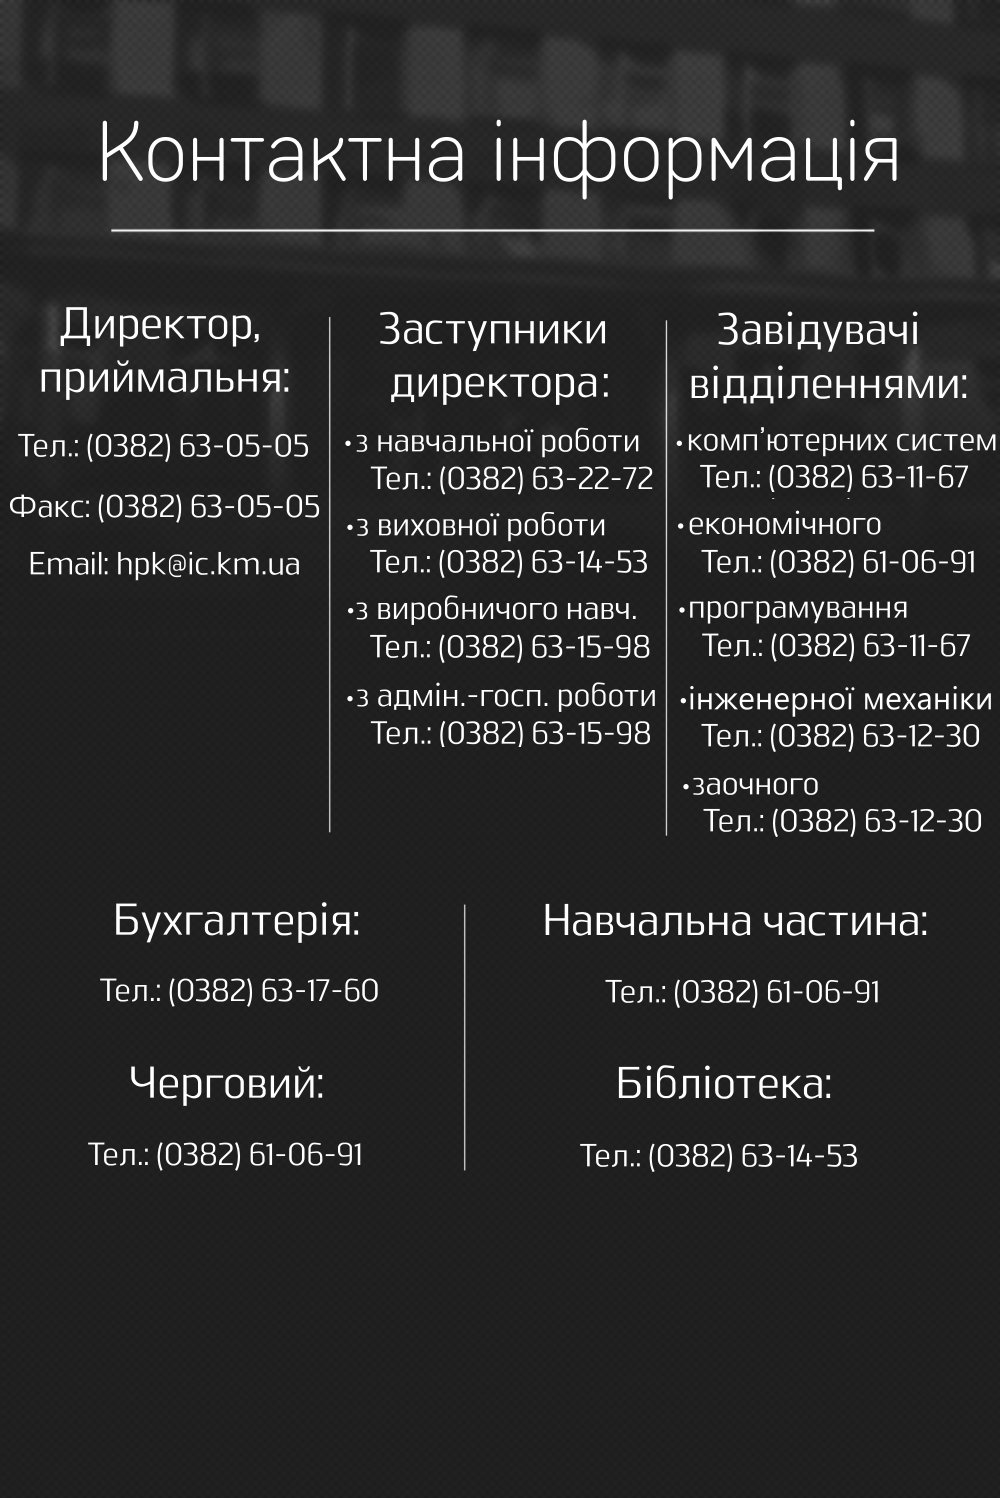 Контактна інформація
Директор,
приймальня:
Тел.: (0382) 63-05-05
Факс: (0382) 63-05-05
Email: hpk@ic.km.ua
Заступники
директора:
•з навчальної роботи
Тел.: (0382) 63-22-72
•з виховної роботи
Тел.: (0382) 63-14-53
•з виробничого навч.
Тел.: (0382) 63-15-98
•з адмін.-госп. роботи
Тел.: (0382) 63-15-98
Завідувачі
відділеннями:
•комп'ютерних систем
Тел.: (0382) 63-11-67
•економічного
Тел.: (0382) 61-06-91
•програмування
Тел.: (0382) 63-11-67
•інженерної механіки
Тел.: (0382) 63-12-30
•заочного
Тел.: (0382) 63-12-30
Бухгалтерія:
Тел.: (0382) 63-17-60
Черговий:
Тел.: (0382) 61-06-91
Навчальна частина:
Тел.: (0382) 61-06-91
Бібліотека:
Тел.: (0382) 63-14-53